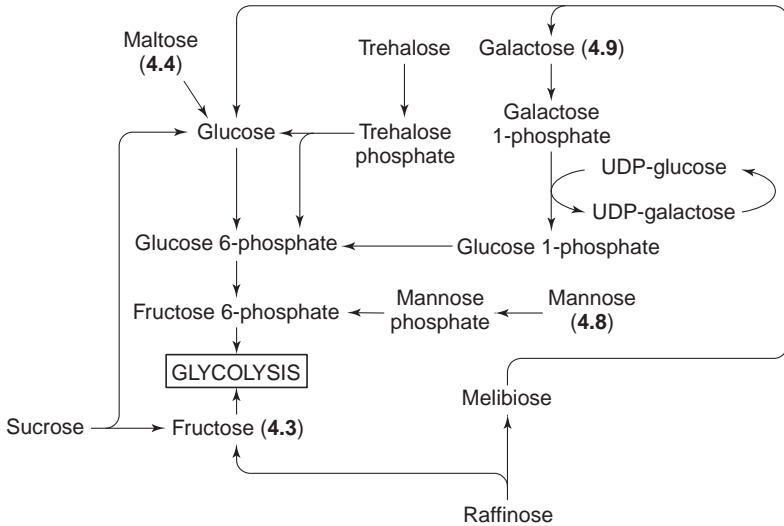 Maltose
(4.4)
Trehalose
Galactose (4.9)
Glucose
Trehalose
phosphate
Galactose
1-phosphate
UDP-glucose
UDP-galactose
Glucose 6-phosphate
Glucose 1-phosphate
Fructose 6-phosphate
Mannose
phosphate
Mannose
(4.8)
GLYCOLYSIS
Melibiose
Sucrose
Fructose (4.3)
Raffinose